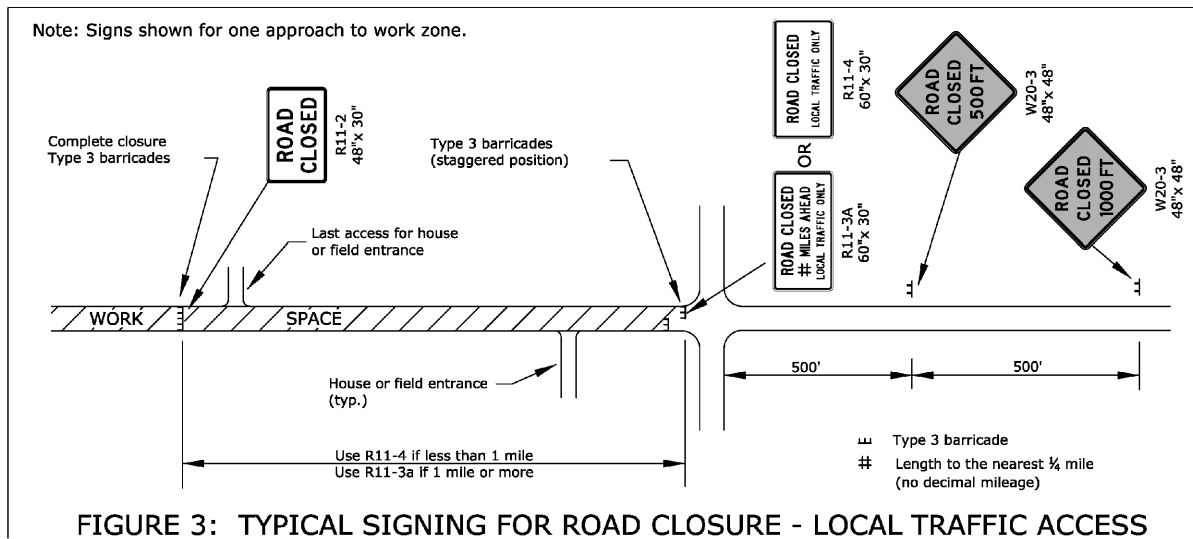 Note: Signs shown for one approach to work zone.
ROAD
CLOSED
R11-2
48"x 30"
Complete closure
Type 3 barricades
Type 3 barricades
(staggered position)
ROAD CLOSED
LOCAL TRAFFIC ONLY
R11-4
60"x 30"
OR
ROAD CLOSED
# MILES AHEAD
LOCAL TRAFFIC ONLY
R11-3A
60"x 30"
ROAD
CLOSED
500 FT
W20-3
48"x 48"
ROAD
CLOSED
1000 FT
W20-3
48"x 48"
Last access for house
or field entrance
WORK SPACE
House or field entrance
(typ.)
500'
500'
Use R11-4 if less than 1 mile
Use R11-3a if 1 mile or more
Type 3 barricade
# Length to the nearest ¼ mile
(no decimal mileage)
FIGURE 3: TYPICAL SIGNING FOR ROAD CLOSURE - LOCAL TRAFFIC ACCESS